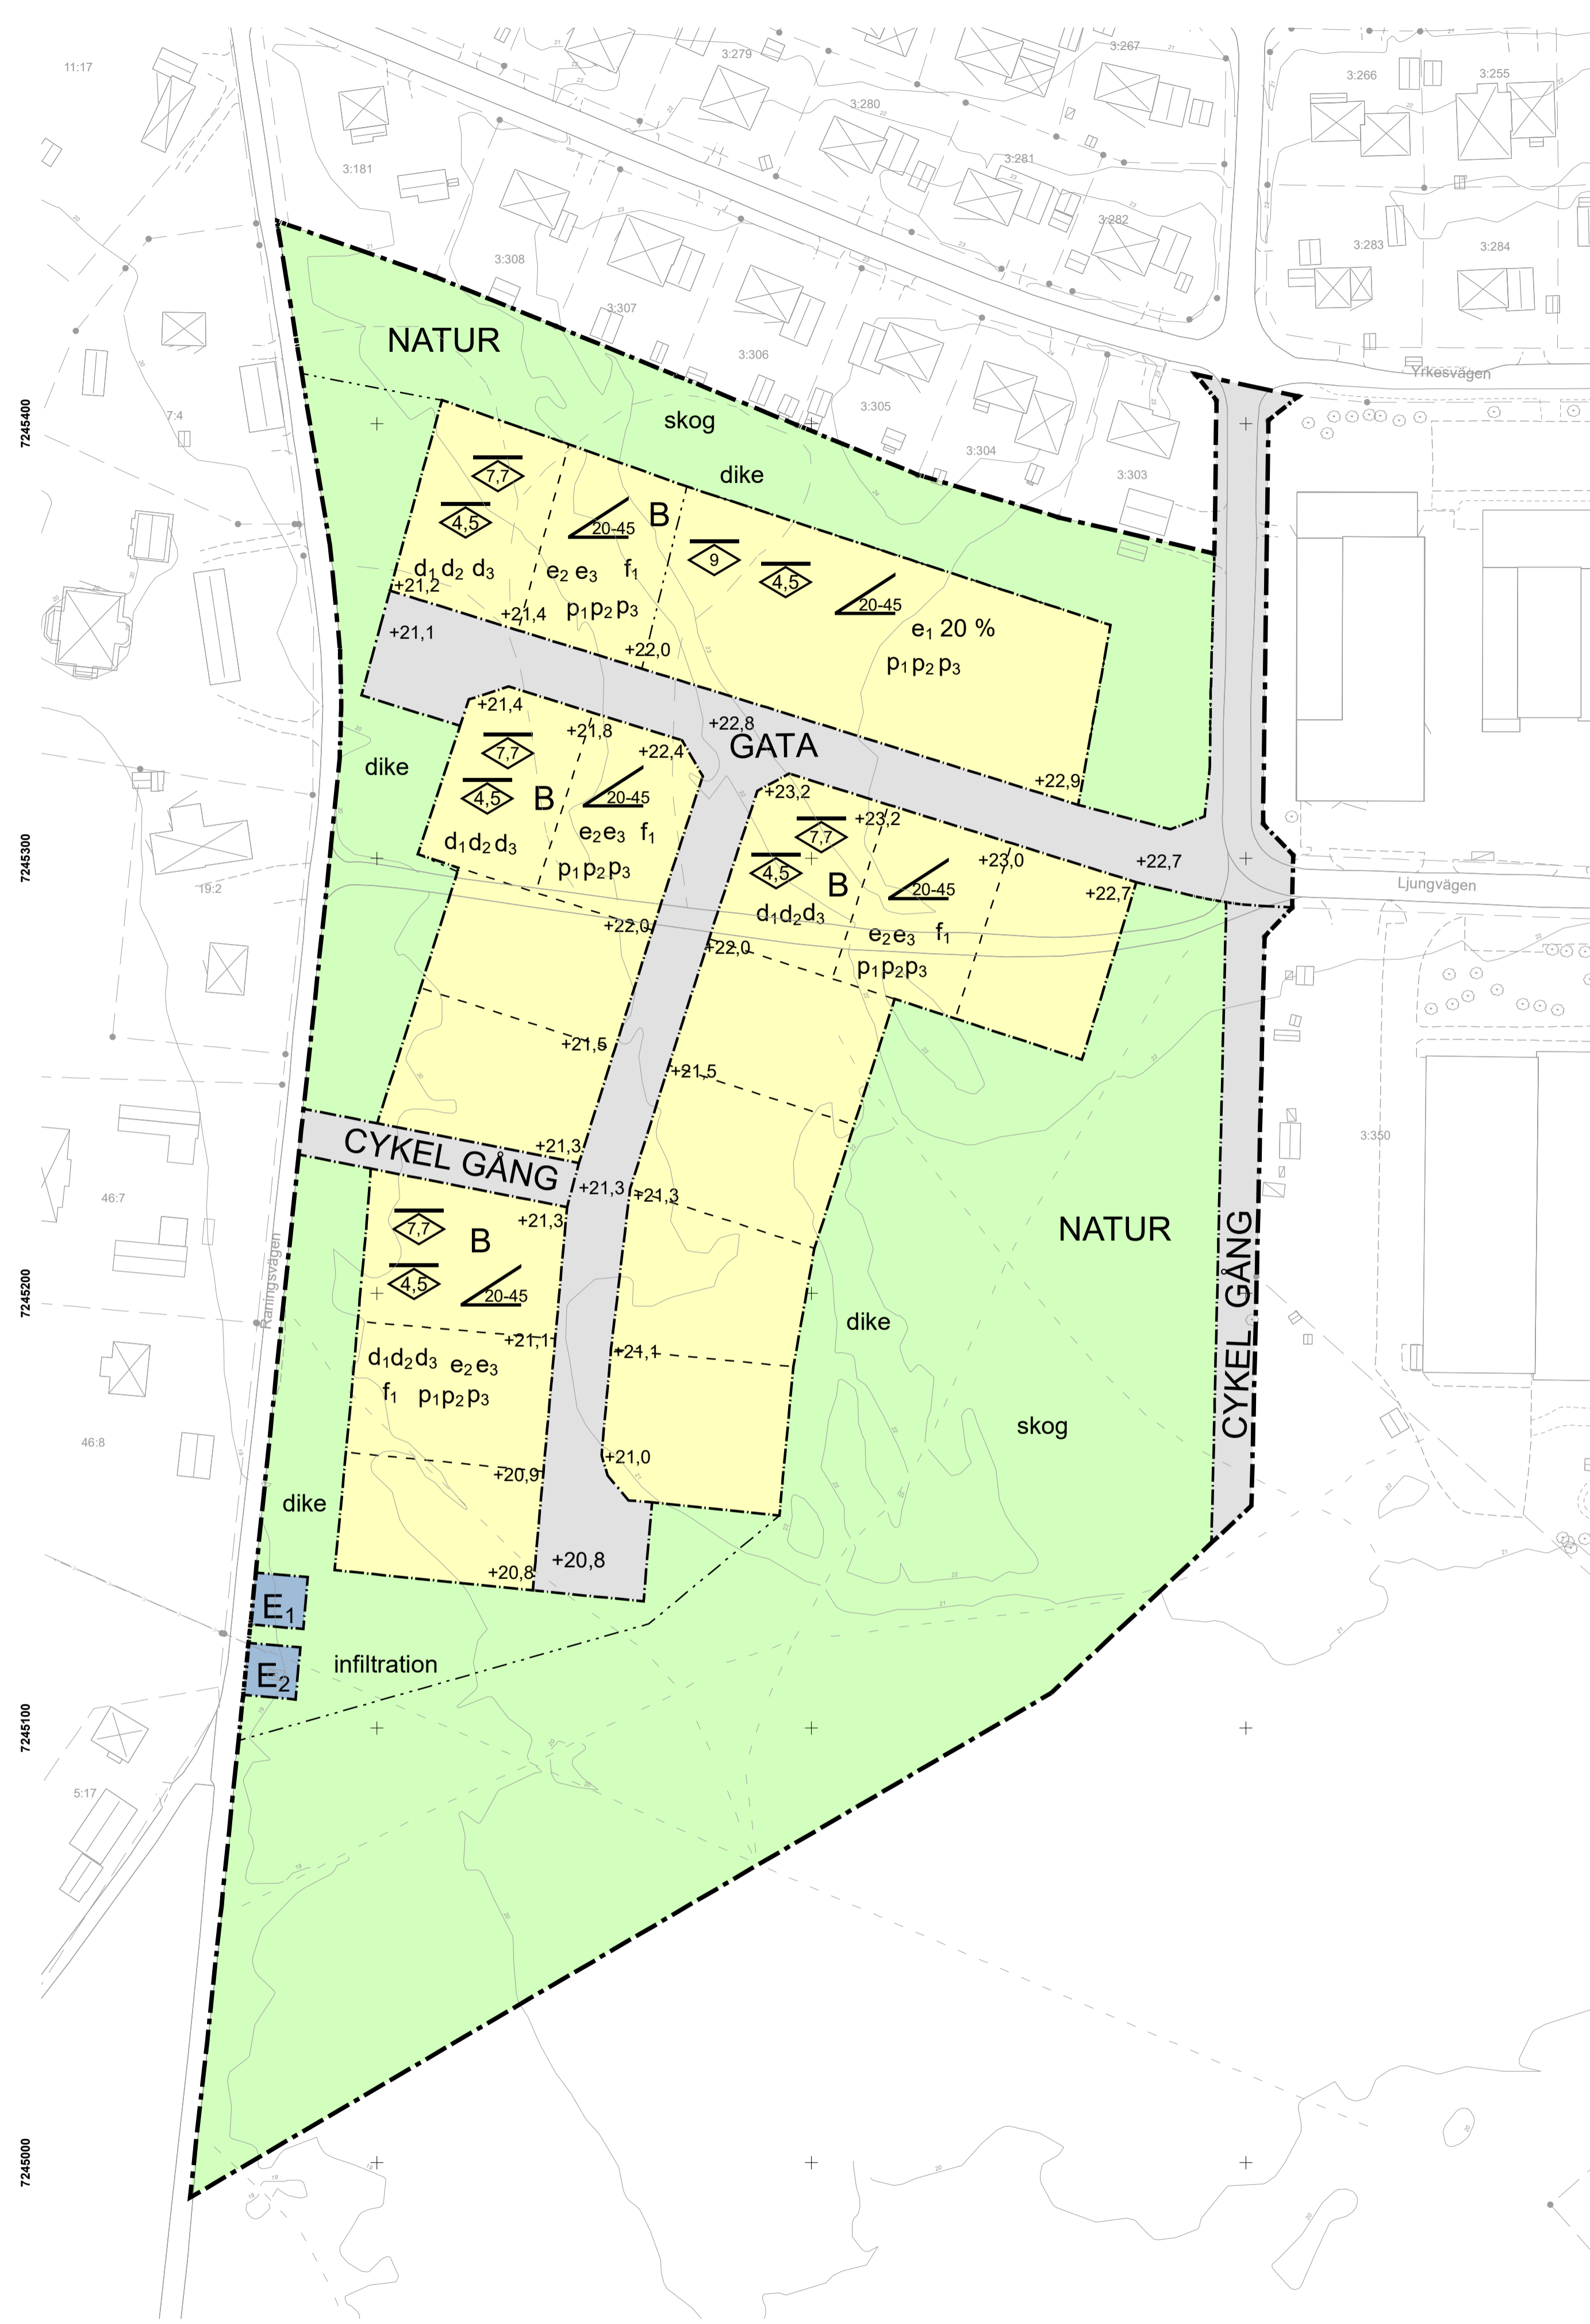 3:279
3:267
11:17
3:266
3:255
3:280
3:181
3:281
3:282
3:283
3:284
3:308
3:307
NATUR
3:306
Yrkesvägen
7245400
7:4
3:305
skog
3:304
dike
3:303
7,7
4,5
20-45
B
9
4,5
20-45
d1 d2 d3
e2 e3 f1
+21,2
+21,4
p1 p2 p3
e1 20 %
+21,1
+22,0
p1 p2 p3
+21,4
+21,8
+22,8
+22,4
GATA
7,7
dike
+22,9
4,5
B
20-45
+23,2
7,7
+23,2
e2 e3 f1
d1 d2 d3
7245300
p1 p2 p3
4,5
B
20-45
+23,0
+22,7
+22,7
Ljungvägen
19:2
d1 d2 d3
+22,0
e2 e3 f1
+22,0
p1 p2 p3
+21,5
+21,5
CYKEL GÅNG
+21,3
3:350
+21,3
+21,3
46:7
7,7
B
+21,3
NATUR
4,5
20-45
7245200
Raningsvägen
CYKEL GÅNG
dike
+21,1
+21,1
d1 d2 d3 e2 e3
f1 p1 p2 p3
skog
46:8
+21,0
+20,9
dike
+20,8
+20,8
E1
E2
infiltration
7245100
5:17
7245000